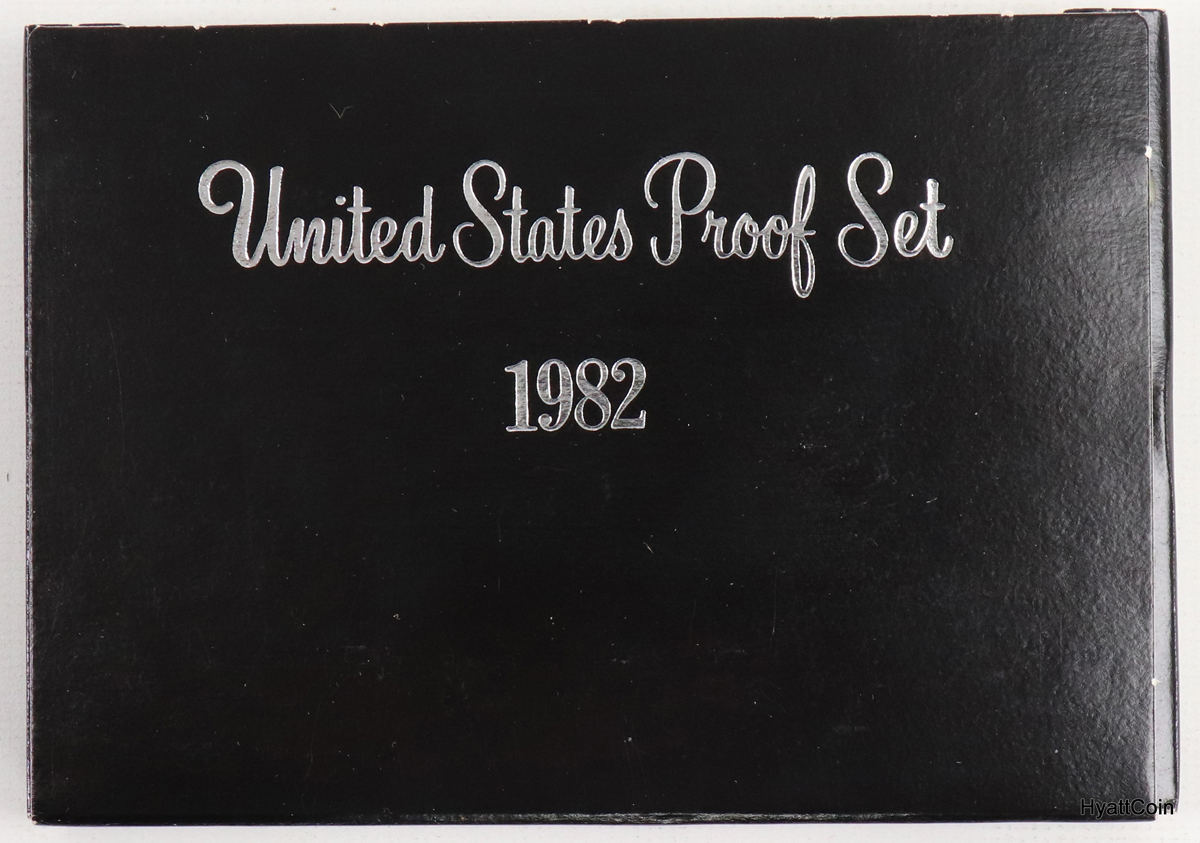 United States Proof Set
1982
HyattCoin